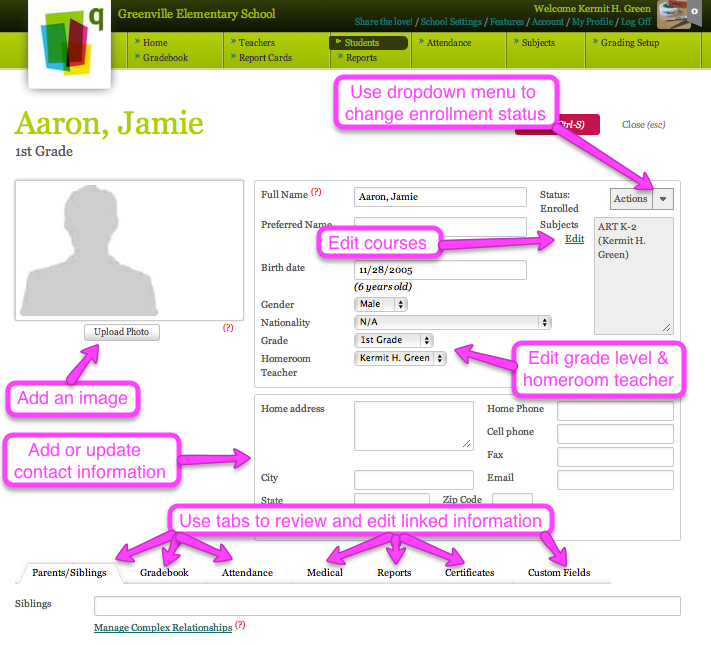 q
Greenville Elementary School
Welcome Kermit H. Green
Share the love! / School Settings / Features / Account / My Profile / Log Off
» Home
» Teachers
Students
» Attendance
» Subjects
» Grading Setup
» Gradebook
» Report Cards
» Reports
Use dropdown menu to
change enrollment status
Aaron, Jamie
1st Grade
Ctrl-S)
Close (esc)
Full Name (?)
Aaron, Jamie
Status:
Enrolled
Actions
Preferred Name
Subjects
Edit
ART K-2
(Kermit H.
Green)
Edit courses
Birth date
11/28/2005
(6 years old)
Gender
Male
Nationality
N/A
Grade
1st Grade
Homeroom
Teacher
Kermit H. Green
Upload Photo
(?)
Edit grade level &
homeroom teacher
Add an image
Home address
Home Phone
Cell phone
Fax
Email
Add or update
contact information
City
State
Zip Code
Use tabs to review and edit linked information
Parents/Siblings
Gradebook
Attendance
Medical
Reports
Certificates
Custom Fields
Siblings
Manage Complex Relationships (?)